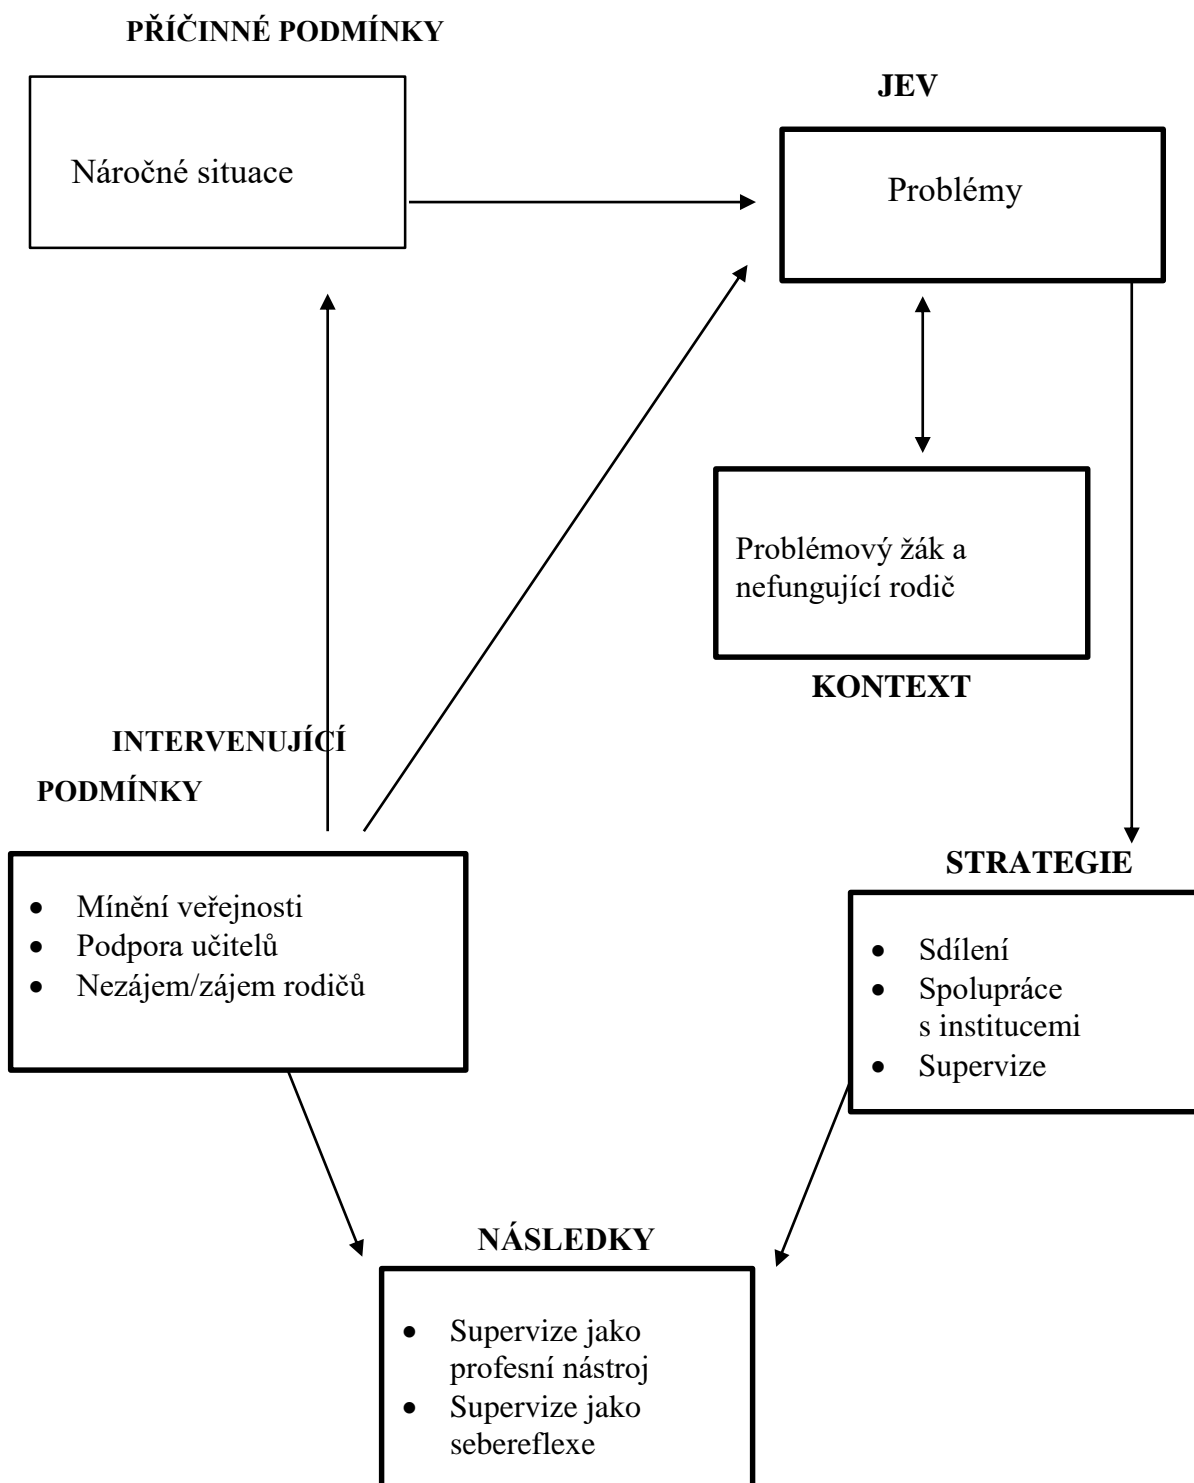 PŘÍČINNÉ PODMÍNKY
JEV
Náročné situace
Problémy
Problémový žák a
nefungující rodič
KONTEXT
INTERVENUJÍCÍ
PODMÍNKY
• Mínění veřejnosti
• Podpora učitelů
• Nezájem/zájem rodičů
STRATEGIE
• Sdílení
• Spolupráce
s institucemi
• Supervize
NÁSLEDKY
• Supervize jako
profesní nástroj
• Supervize jako
sebereflexe